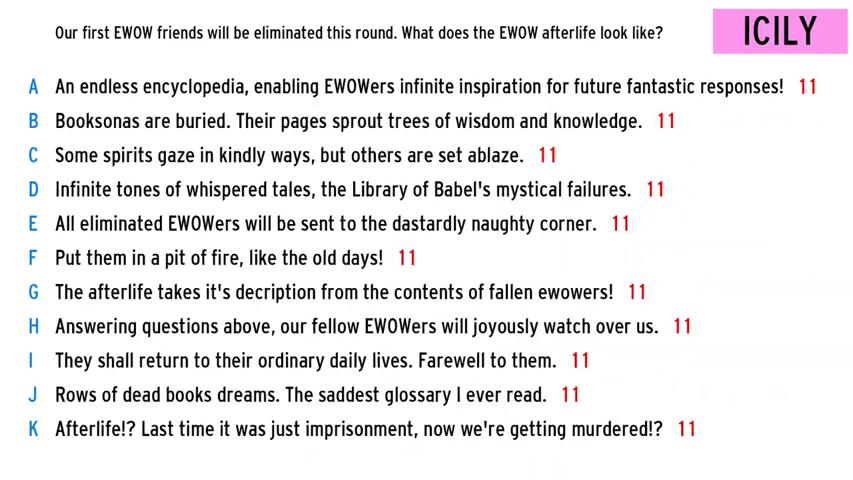 Our first EWOW friends will be eliminated this round. What does the EWOW afterlife look like?
ICILY
A An endless encyclopedia, enabling EWOWers infinite inspiration for future fantastic responses! 11
B Booksonas are buried. Their pages sprout trees of wisdom and knowledge. 11
C Some spirits gaze in kindly ways, but others are set ablaze. 11
D Infinite tones of whispered tales, the Library of Babel's mystical failures. 11
E All eliminated EWOWers will be sent to the dastardly naughty corner. 11
F Put them in a pit of fire, like the old days! 11
G The afterlife takes it's decription from the contents of fallen ewowers! 11
H Answering questions above, our fellow EWOWers will joyously watch over us. 11
I They shall return to their ordinary daily lives. Farewell to them. 11
J Rows of dead books dreams. The saddest glossary I ever read. 11
K Afterlife!? Last time it was just imprisonment, now we're getting murdered!? 11